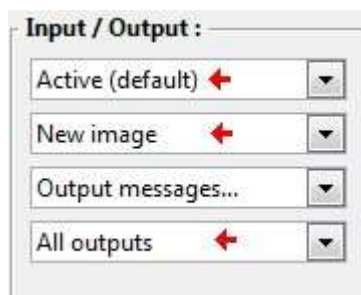 Input / Output :
Active (default)
New image
Output messages...
All outputs